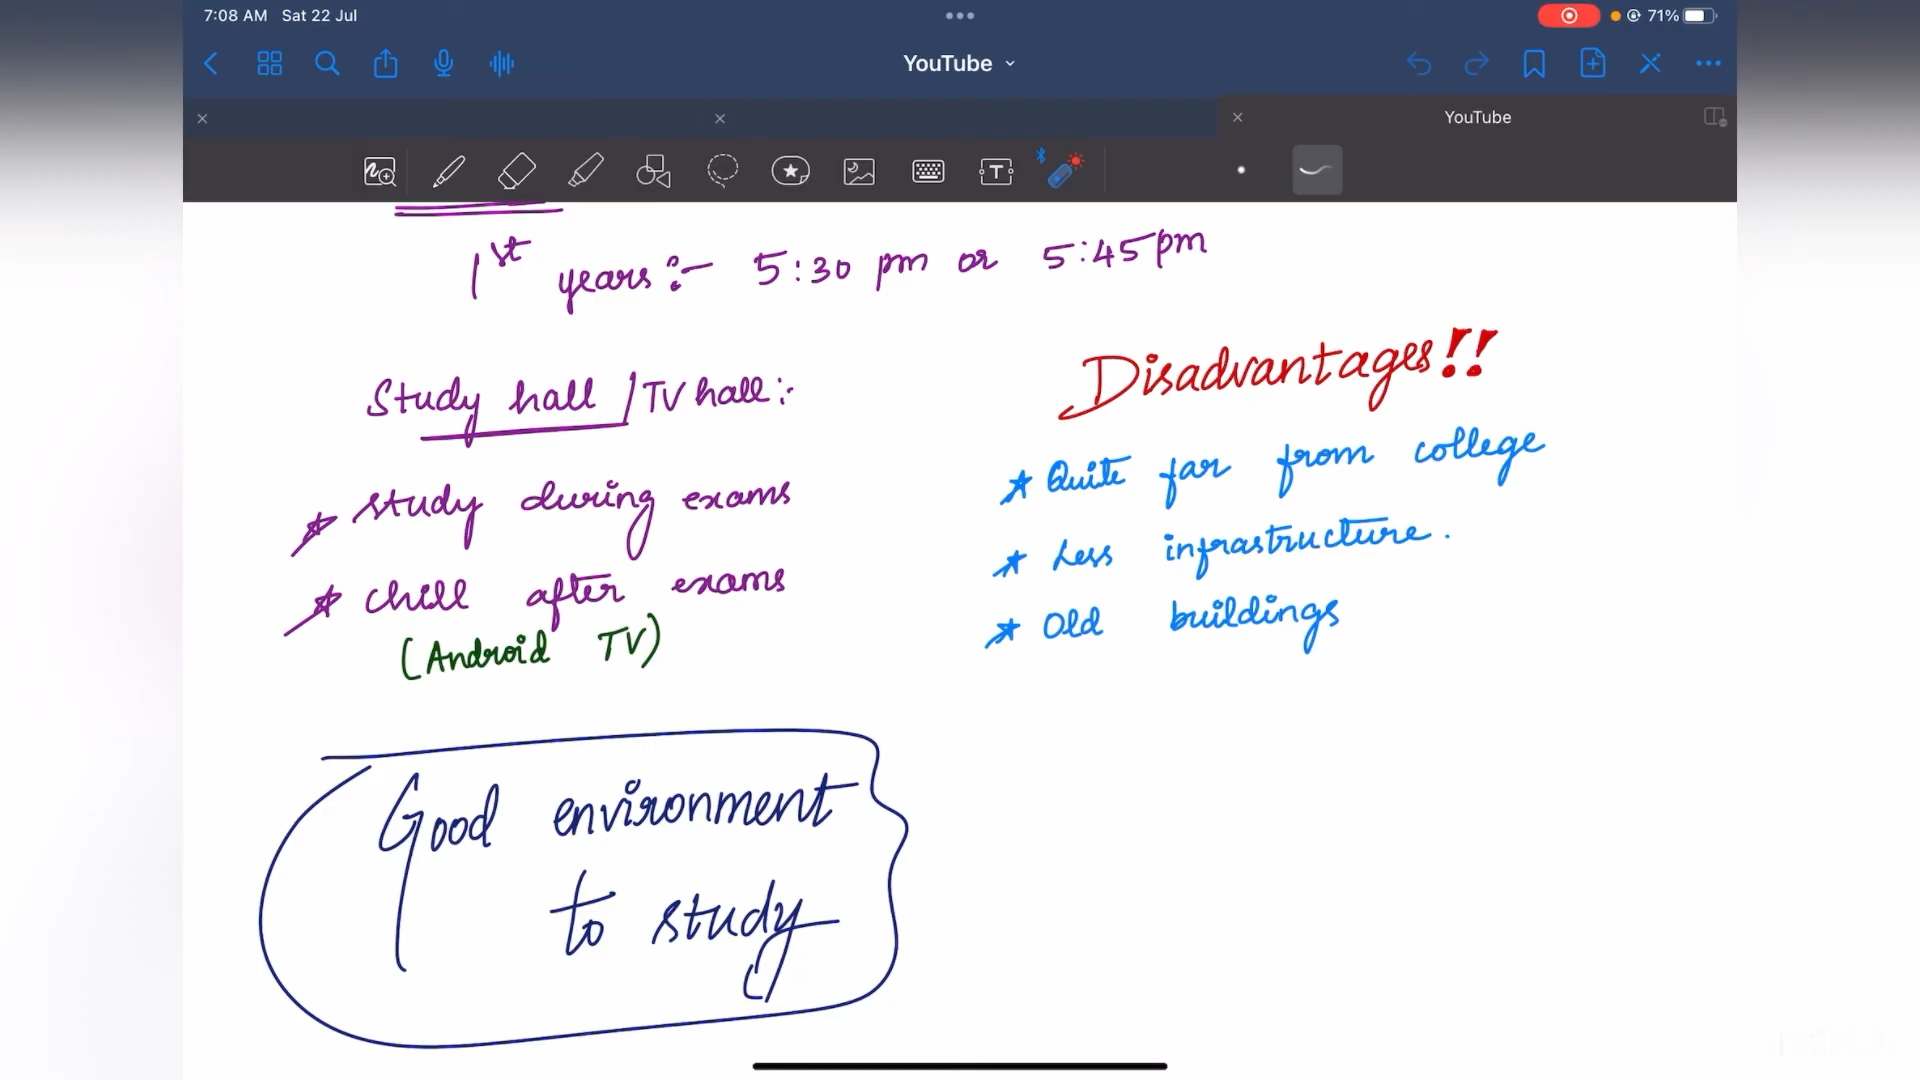 7:08 AM Sat 22 Jul
71%
YouTube
YouTube
1st years:- 5:30 pm or 5:45pm
Study hall / TV hall:-
study during exams
chill after exams
(Android TV)
Disadvantages!!
Quite far from college
Less infrastructure.
Old buildings
Good environment
to study